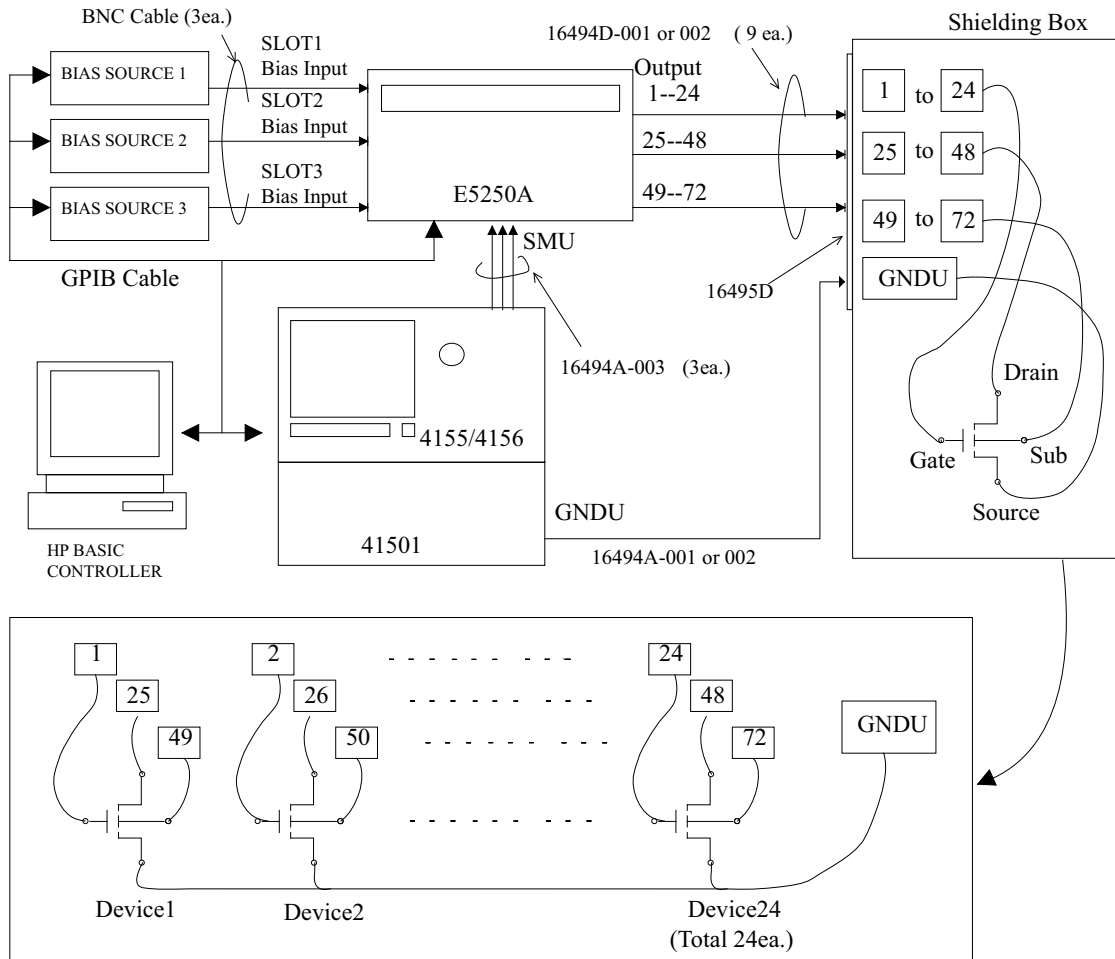 BNC Cable (3ea.)
BIAS SOURCE 1
BIAS SOURCE 2
BIAS SOURCE 3
SLOT1
Bias Input
SLOT2
Bias Input
SLOT3
Bias Input
GPIB Cable
E5250A
SMU
16494D-001 or 002 ( 9 ea.)
Output
1--24
25--48
49--72
Shielding Box
1 to 24
25 to 48
49 to 72
GNDU
16495D
16494A-003 (3ea.)
Drain
Gate
Sub
Source
4155/4156
41501
GNDU
16494A-001 or 002
HP BASIC
CONTROLLER
1
25
49
2
26
50
- - - - - - - - -
- - - - - - - - -
- - - - - - - - -
- - - - - - - - -
24
48
72
GNDU
Device1
Device2
Device24
(Total 24ea.)